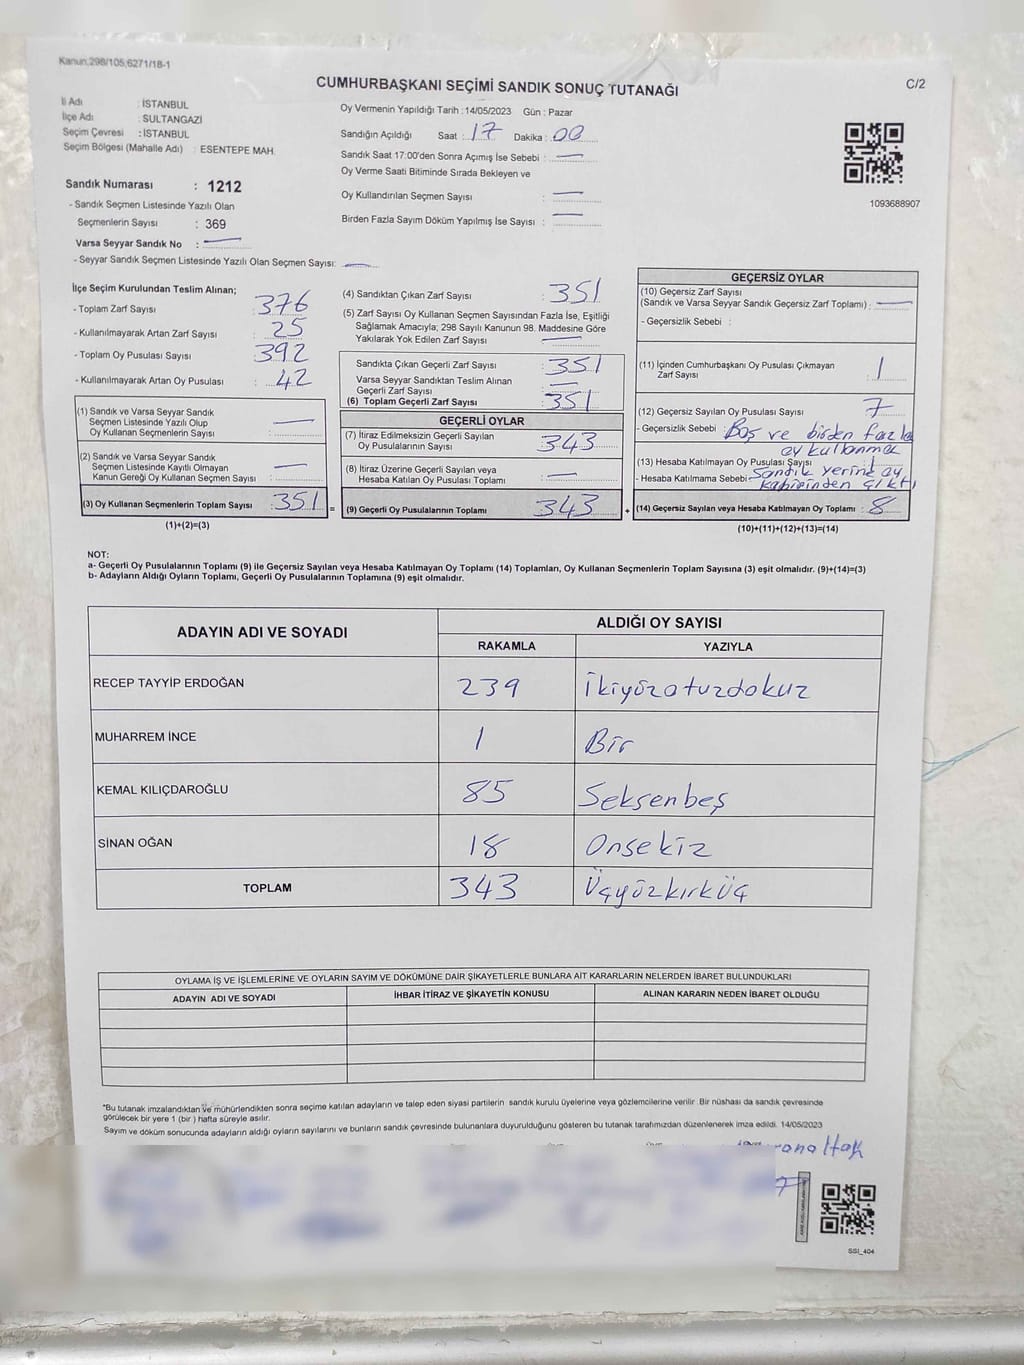 Kanun;298/105;6271/18-1
CUMHURBAŞKANI SEÇİMİ SANDIK SONUÇ TUTANAĞI
C/2
İl Adı : İSTANBUL
İlçe Adı : SULTANGAZİ
Seçim Çevresi : İSTANBUL
Seçim Bölgesi (Mahalle Adı) : ESENTEPE MAH.
Sandık Numarası : 1212
- Sandık Seçmen Listesinde Yazılı Olan
Seçmenlerin Sayısı : 369
Varsa Seyyar Sandık No : —
- Seyyar Sandık Seçmen Listesinde Yazılı Olan Seçmen Sayısı: —
Oy Vermenin Yapıldığı Tarih :14/05/2023 Gün : Pazar
Sandığın Açıldığı Saat : 17 Dakika : 00
Sandık Saat 17:00'den Sonra Açımış İse Sebebi : —
Oy Verme Saati Bitiminde Sırada Bekleyen ve
Oy Kullandırılan Seçmen Sayısı : —
Birden Fazla Sayım Döküm Yapılmış İse Sayısı : —
1093688907
İlçe Seçim Kurulundan Teslim Alınan;
- Toplam Zarf Sayısı : 376
- Kullanılmayarak Artan Zarf Sayısı : 25
- Toplam Oy Pusulası Sayısı : 392
- Kullanılmayarak Artan Oy Pusulası : 42
(1) Sandık ve Varsa Seyyar Sandık
Seçmen Listesinde Yazılı Olup
Oy Kullanan Seçmenlerin Sayısı : —
(2) Sandık ve Varsa Seyyar Sandık
Seçmen Listesinde Kayıtlı Olmayan
Kanun Gereği Oy Kullanan Seçmen Sayısı : —
(3) Oy Kullanan Seçmenlerin Toplam Sayısı : 351 =
(1)+(2)=(3)
(4) Sandıktan Çıkan Zarf Sayısı : 351
(5) Zarf Sayısı Oy Kullanan Seçmen Sayısından Fazla İse, Eşitliği
Sağlamak Amacıyla; 298 Sayılı Kanunun 98. Maddesine Göre
Yakılarak Yok Edilen Zarf Sayısı : —
Sandıkta Çıkan Geçerli Zarf Sayısı : 351
Varsa Seyyar Sandıktan Teslim Alınan
Geçerli Zarf Sayısı : —
(6) Toplam Geçerli Zarf Sayısı : 351
GEÇERLİ OYLAR
(7) İtiraz Edilmeksizin Geçerli Sayılan
Oy Pusulalarının Sayısı : 343
(8) İtiraz Üzerine Geçerli Sayılan veya
Hesaba Katılan Oy Pusulası Toplamı : —
(9) Geçerli Oy Pusulalarının Toplamı : 343 +
GEÇERSİZ OYLAR
(10) Geçersiz Zarf Sayısı
(Sandık ve Varsa Seyyar Sandık Geçersiz Zarf Toplamı) : —
- Geçersizlik Sebebi :
(11) İçinden Cumhurbaşkanı Oy Pusulası Çıkmayan
Zarf Sayısı : 1
(12) Geçersiz Sayılan Oy Pusulası Sayısı : 7
- Geçersizlik Sebebi : Boş ve birden fazla
oy kullanmak
(13) Hesaba Katılmayan Oy Pusulası Sayısı :
- Hesaba Katılmama Sebebi : Sandık yerine oy
kabininden çıktı
(14) Geçersiz Sayılan veya Hesaba Katılmayan Oy Toplamı : 8
(10)+(11)+(12)+(13)=(14)
NOT:
a- Geçerli Oy Pusulalarının Toplamı (9) ile Geçersiz Sayılan veya Hesaba Katılmayan Oy Toplamı (14) Toplamları, Oy Kullanan Seçmenlerin Toplam Sayısına (3) eşit olmalıdır. (9)+(14)=(3)
b- Adayların Aldığı Oyların Toplamı, Geçerli Oy Pusulalarının Toplamına (9) eşit olmalıdır.
ADAYIN ADI VE SOYADI ALDIĞI OY SAYISI
RAKAMLA YAZIYLA
RECEP TAYYİP ERDOĞAN 239 İkiyüzotuzdokuz
MUHARREM İNCE 1 Bir
KEMAL KILIÇDAROĞLU 85 Seksenbeş
SİNAN OĞAN 18 Onsekiz
TOPLAM 343 Üçyüzkırküç
OYLAMA İŞ VE İŞLEMLERİNE VE OYLARIN SAYIM VE DÖKÜMÜNE DAİR ŞİKAYETLERLE BUNLARA AİT KARARLARIN NELERDEN İBARET BULUNDUKLARI
ADAYIN ADI VE SOYADI İHBAR İTİRAZ VE ŞİKAYETİN KONUSU ALINAN KARARIN NEDEN İBARET OLDUĞU
*Bu tutanak imzalandıktan ve mühürlendikten sonra seçime katılan adayların ve talep eden siyasi partilerin sandık kurulu üyelerine veya gözlemcilerine verilir .Bir nüshası da sandık çevresinde
görülecek bir yere 1 (bir ) hafta süreyle asılır.
Sayım ve döküm sonucunda adayların aldığı oyların sayılarını ve bunların sandık çevresinde bulunanlara duyurulduğunu gösteren bu tutanak tarafımızdan düzenlenerek imza edildi. 14/05/2023
SSI_404